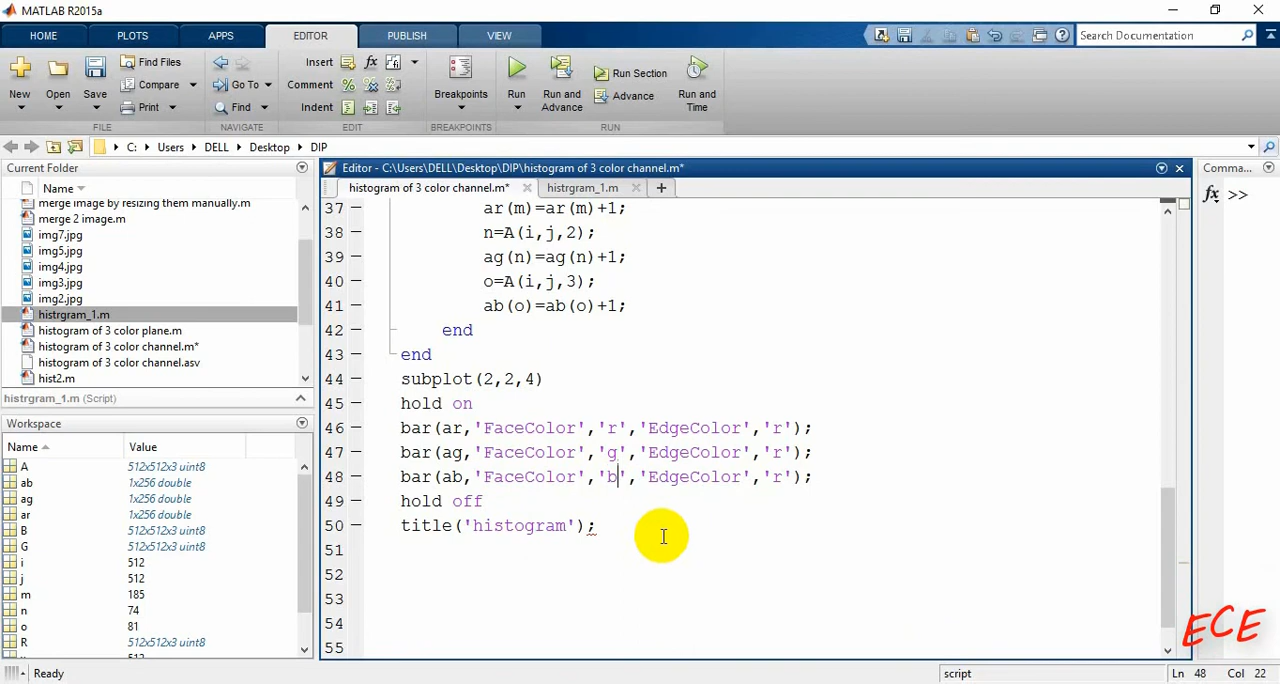 MATLAB R2015a
HOME PLOTS APPS EDITOR PUBLISH VIEW Search Documentation
Find Files Insert fx Run Section
Compare Go To Comment
New Open Save Print Find Indent Breakpoints Run Run and Advance Advance Run and Time
FILE NAVIGATE EDIT BREAKPOINTS RUN
C: Users DELL Desktop DIP
Current Folder Editor - C:\Users\DELL\Desktop\DIP\histogram of 3 color channel.m* Comma...
Name histogram of 3 color channel.m* histrgram_1.m
merge image by resizing them manually.m
merge 2 image.m
img7.jpg
img5.jpg
img4.jpg
img3.jpg
img2.jpg
histrgram_1.m
histogram of 3 color plane.m
histogram of 3 color channel.m*
histogram of 3 color channel.asv
hist2.m
histrgram_1.m (Script)
Workspace
Name Value
A 512x512x3 uint8
ab 1x256 double
ag 1x256 double
ar 1x256 double
B 512x512x3 uint8
G 512x512x3 uint8
i 512
j 512
m 185
n 74
o 81
R 512x512x3 uint8
37 ar(m)=ar(m)+1;
38 n=A(i,j,2);
39 ag(n)=ag(n)+1;
40 o=A(i,j,3);
41 ab(o)=ab(o)+1;
42 end
43 end
44 subplot(2,2,4)
45 hold on
46 bar(ar,'FaceColor','r','EdgeColor','r');
47 bar(ag,'FaceColor','g','EdgeColor','r');
48 bar(ab,'FaceColor','b','EdgeColor','r');
49 hold off
50 title('histogram');
51
52
53
54
55
fx >>
ECE
Ready script Ln 48 Col 22